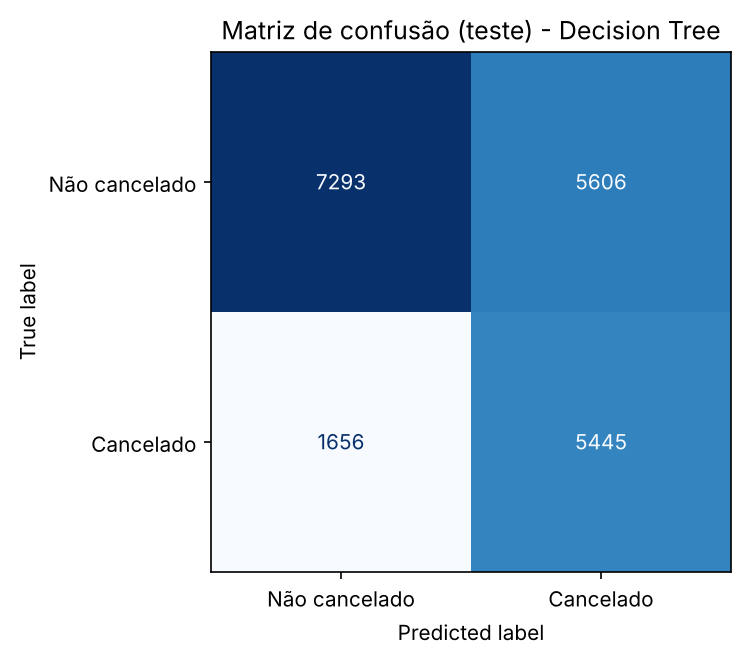 Matriz de confusão (teste) - Decision Tree
True label
Não cancelado
7293
5606
Cancelado
1656
5445
Não cancelado
Cancelado
Predicted label